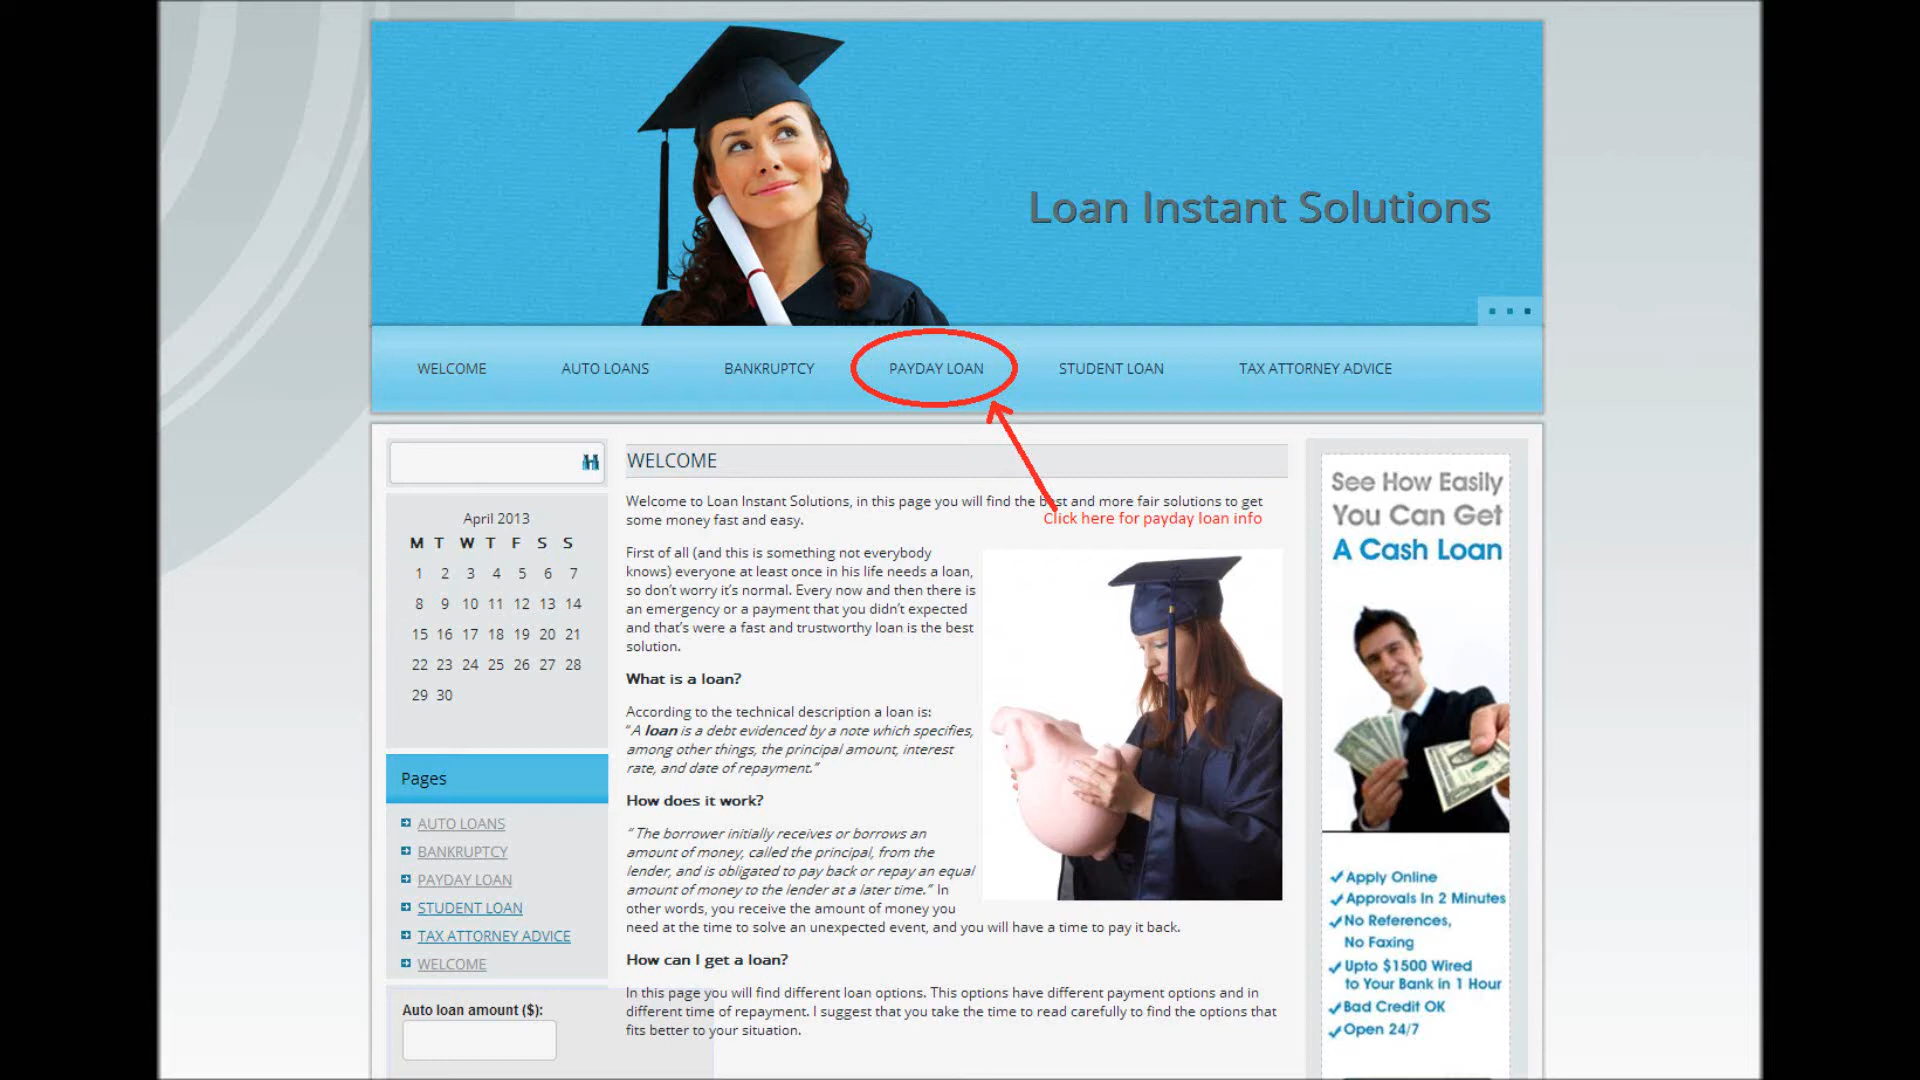 Loan Instant Solutions
WELCOME
AUTO LOANS
BANKRUPTCY
PAYDAY LOAN
STUDENT LOAN
TAX ATTORNEY ADVICE
April 2013
M T W T F S S
1 2 3 4 5 6 7
8 9 10 11 12 13 14
15 16 17 18 19 20 21
22 23 24 25 26 27 28
29 30
Pages
AUTO LOANS
BANKRUPTCY
PAYDAY LOAN
STUDENT LOAN
TAX ATTORNEY ADVICE
WELCOME
Auto loan amount ($):
WELCOME
Welcome to Loan Instant Solutions, in this page you will find the best and more fair solutions to get
some money fast and easy.
Click here for payday loan info
First of all (and this is something not everybody
knows) everyone at least once in his life needs a loan,
so don't worry it's normal. Every now and then there is
an emergency or a payment that you didn't expected
and that's were a fast and trustworthy loan is the best
solution.
What is a loan?
According to the technical description a loan is:
"A loan is a debt evidenced by a note which specifies,
among other things, the principal amount, interest
rate, and date of repayment."
How does it work?
" The borrower initially receives or borrows an
amount of money, called the principal, from the
lender, and is obligated to pay back or repay an equal
amount of money to the lender at a later time." In
other words, you receive the amount of money you
need at the time to solve an unexpected event, and you will have a time to pay it back.
How can I get a loan?
In this page you will find different loan options. This options have different payment options and in
different time of repayment. I suggest that you take the time to read carefully to find the options that
fits better to your situation.
See How Easily
You Can Get
A Cash Loan
Apply Online
Approvals In 2 Minutes
No References,
No Faxing
Upto $1500 Wired
to Your Bank in 1 Hour
Bad Credit OK
Open 24/7